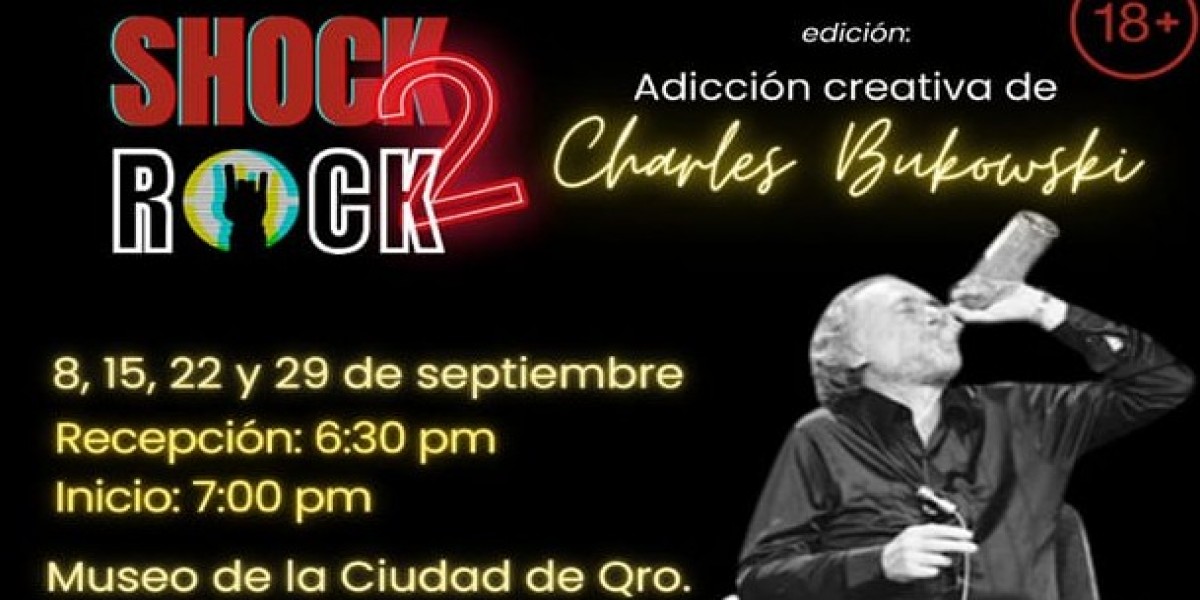 SHOCK
ROCK
2
edición:
Adicción creativa de
Charles Bukowski
18+
8, 15, 22 y 29 de septiembre
Recepción: 6:30 pm
Inicio: 7:00 pm
Museo de la Ciudad de Qro.